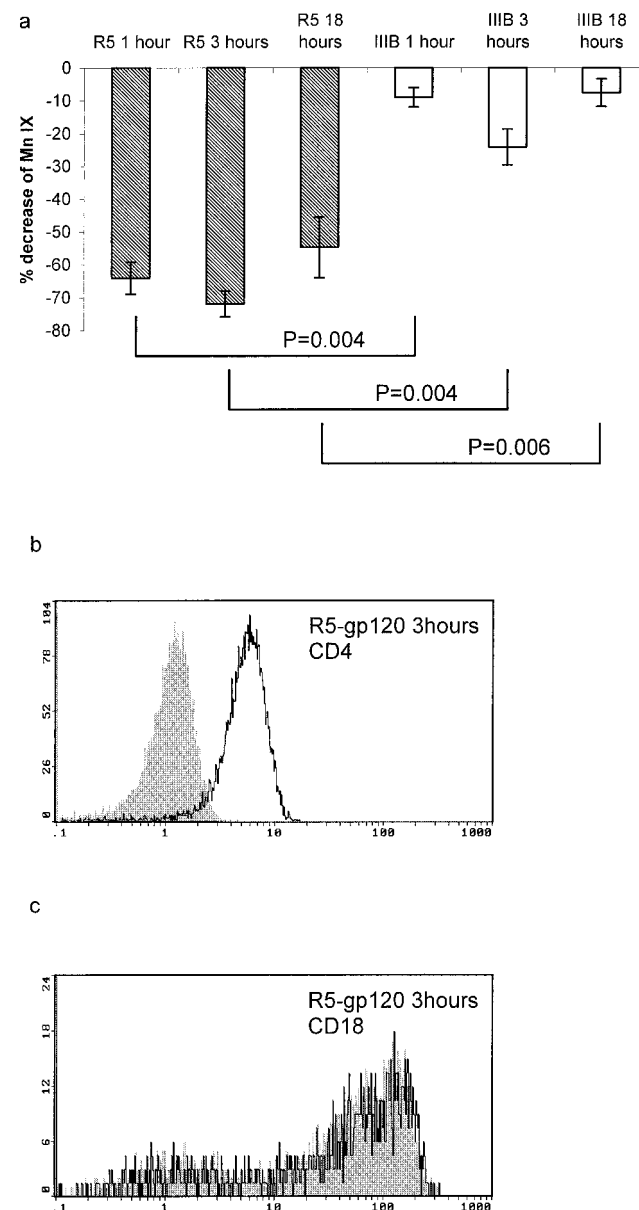 a
R5 1 hour R5 3 hours R5 18 hours IIIB 1 hour IIIB 3 hours IIIB 18 hours
% decrease of Mn IX
0
-10
-20
-30
-40
-50
-60
-70
-80
P=0.004
P=0.004
P=0.006
b
R5-gp120 3hours
CD4
104
78
52
26
0
.1 1 10 100 1000
c
R5-gp120 3hours
CD18
24
18
12
6
0
.1 1 10 100 1000